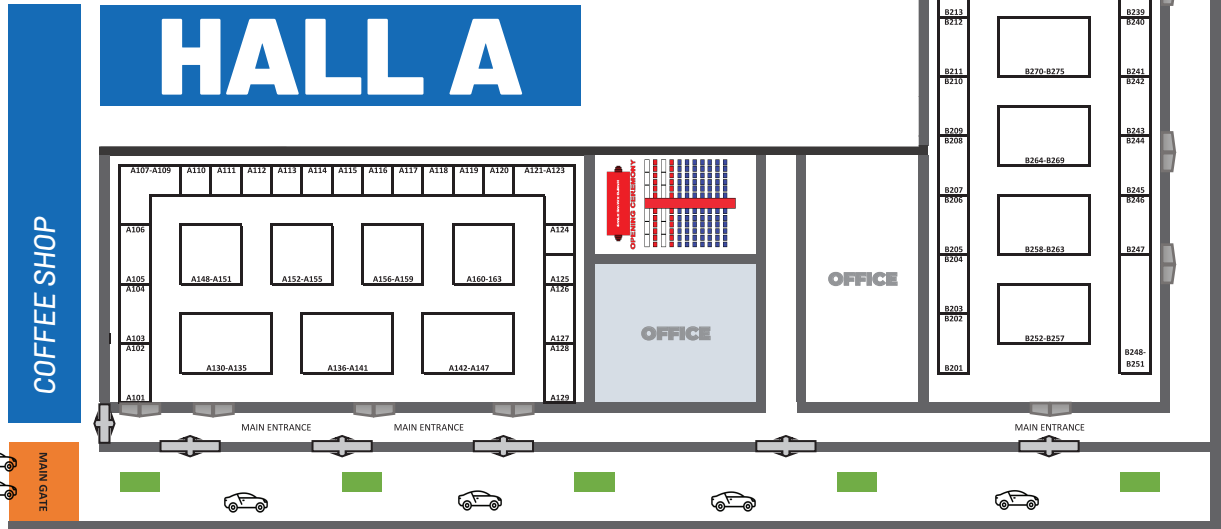 HALL A
COFFEE SHOP
MAIN GATE
A107-A109
A110
A111
A112
A113
A114
A115
A116
A117
A118
A119
A120
A121-A123
A106
A105
A104
A103
A102
A101
A124
A125
A126
A127
A128
A129
A148-A151
A152-A155
A156-A159
A160-163
A130-A135
A136-A141
A142-A147
OPENING CEREMONY
OFFICE
OFFICE
B213
B212
B211
B210
B209
B208
B207
B206
B205
B204
B203
B202
B201
B270-B275
B264-B269
B258-B263
B252-B257
B239
B240
B241
B242
B243
B244
B245
B246
B247
B248-
B251
MAIN ENTRANCE
MAIN ENTRANCE
MAIN ENTRANCE